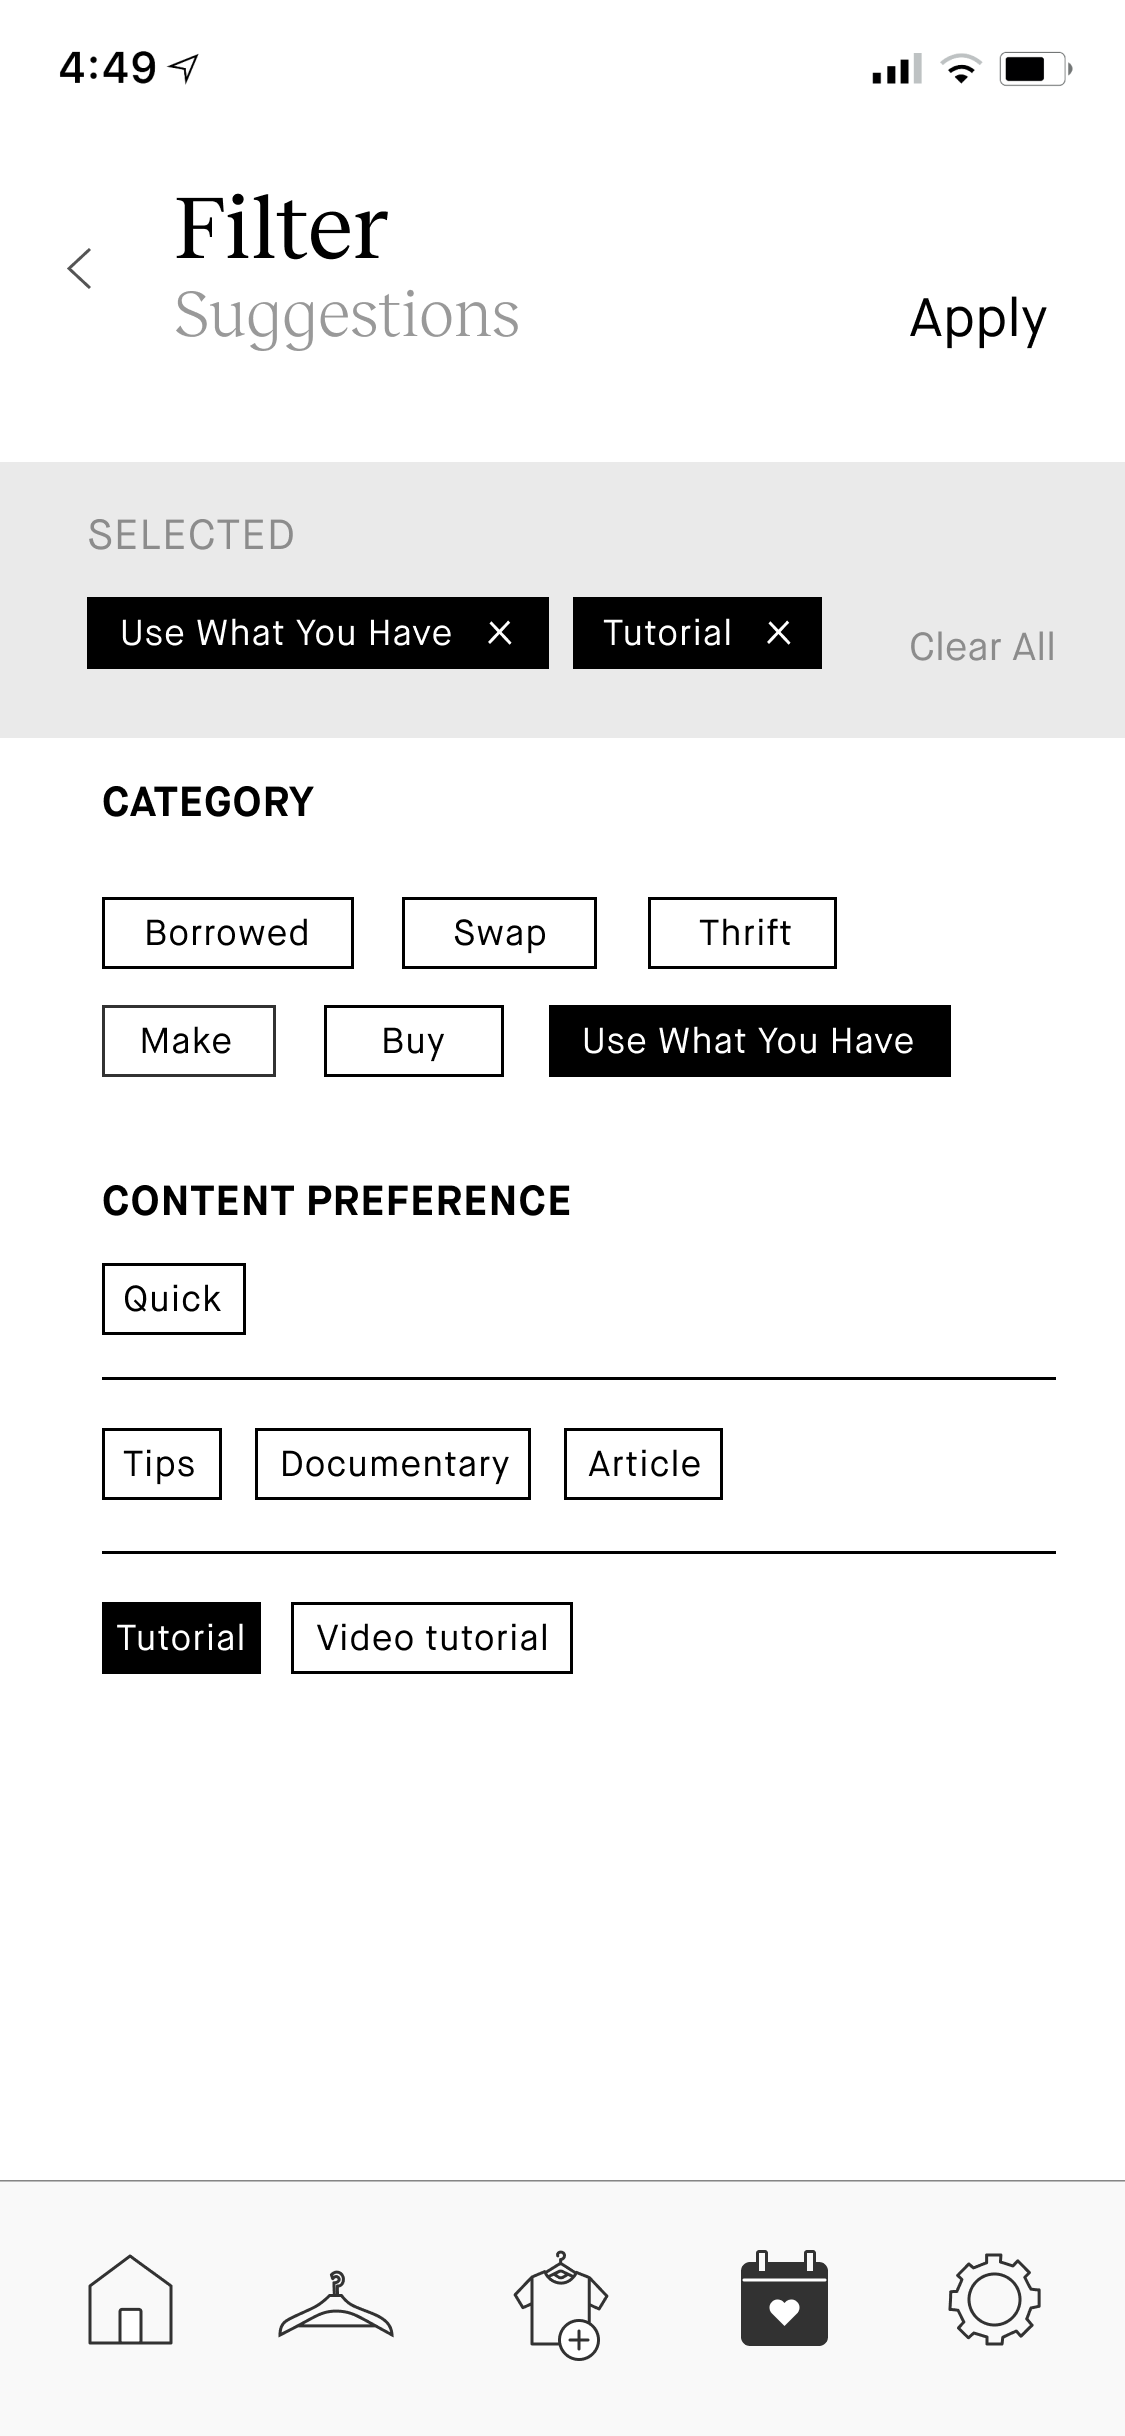 4:49
Filter
Suggestions
Apply
SELECTED
Use What You Have
Tutorial
Clear All
CATEGORY
Borrowed Swap Thrift
Make Buy Use What You Have
CONTENT PREFERENCE
Quick
Tips Documentary Article
Tutorial Video tutorial